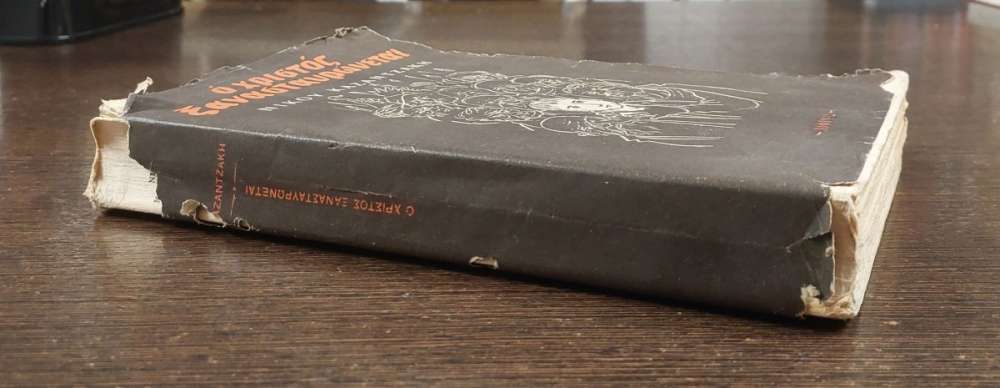 Ο Χριστός
Ξανασταυρώνεται
ΝΙΚΟΥ ΚΑΖΑΝΤΖΑΚΗ
ΖΑΝΤΖΑΚΗ
Ο ΧΡΙΣΤΟΣ ΞΑΝΑΣΤΑΥΡΩΝΕΤΑΙ